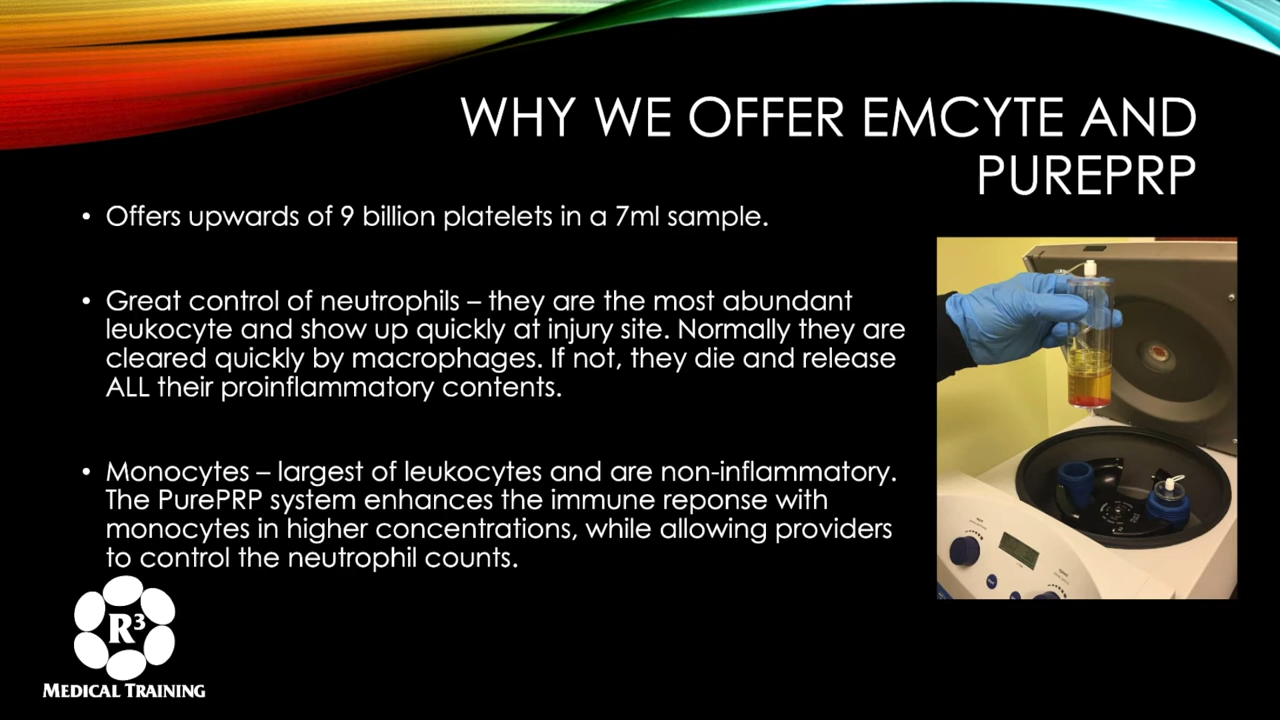 WHY WE OFFER EMCYTE AND
PUREPRP
• Offers upwards of 9 billion platelets in a 7ml sample.
• Great control of neutrophils – they are the most abundant
leukocyte and show up quickly at injury site. Normally they are
cleared quickly by macrophages. If not, they die and release
ALL their proinflammatory contents.
• Monocytes – largest of leukocytes and are non-inflammatory.
The PurePRP system enhances the immune reponse with
monocytes in higher concentrations, while allowing providers
to control the neutrophil counts.
R³
MEDICAL TRAINING